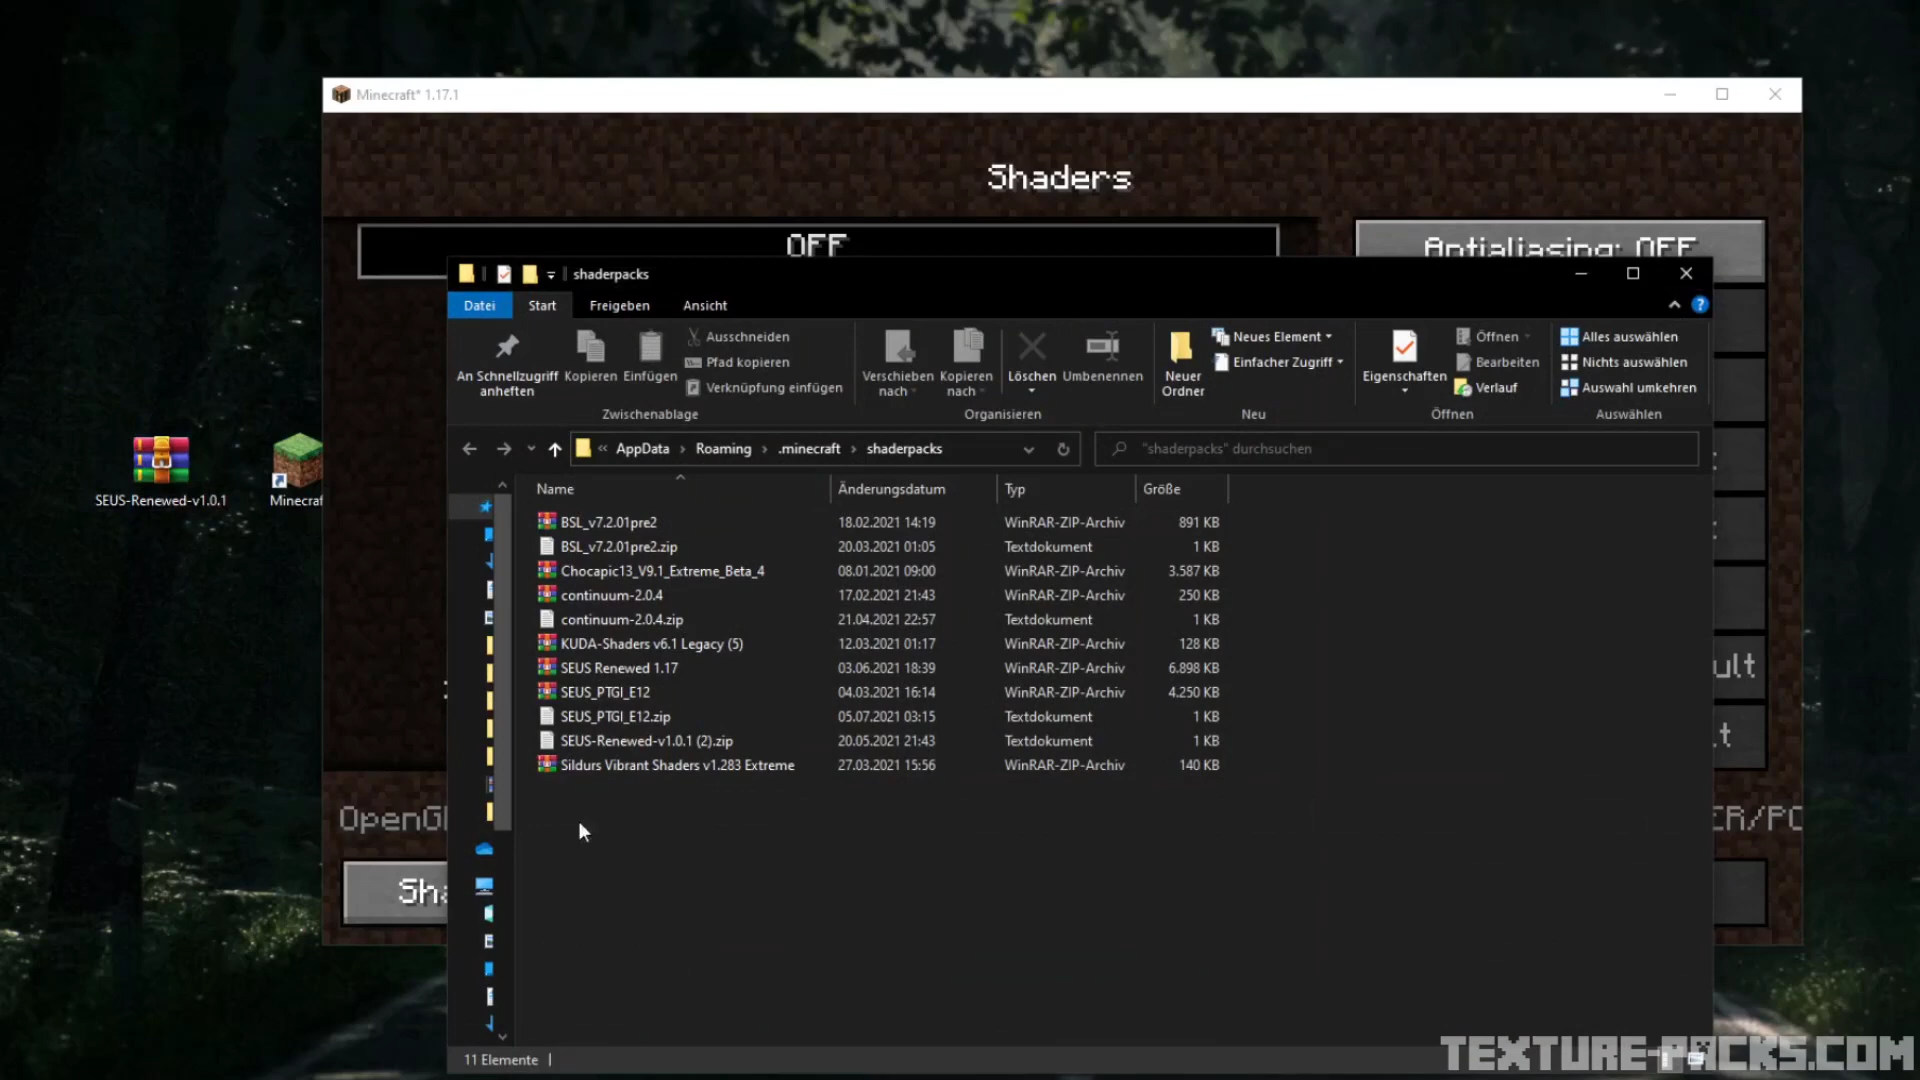 Minecraft* 1.17.1
Shaders
OFF
Antialiasing: OFF
shaderpacks
Datei Start Freigeben Ansicht
An Schnellzugriff anheften
Kopieren
Einfügen
Ausschneiden
Pfad kopieren
Verknüpfung einfügen
Zwischenablage
Verschieben nach
Kopieren nach
Löschen
Umbenennen
Organisieren
Neuer Ordner
Neues Element
Einfacher Zugriff
Neu
Eigenschaften
Öffnen
Bearbeiten
Verlauf
Öffnen
Alles auswählen
Nichts auswählen
Auswahl umkehren
Auswählen
« AppData › Roaming › .minecraft › shaderpacks
"shaderpacks" durchsuchen
SEUS-Renewed-v1.0.1
Minecraf
Name Änderungsdatum Typ Größe
BSL_v7.2.01pre2 18.02.2021 14:19 WinRAR-ZIP-Archiv 891 KB
BSL_v7.2.01pre2.zip 20.03.2021 01:05 Textdokument 1 KB
Chocapic13_V9.1_Extreme_Beta_4 08.01.2021 09:00 WinRAR-ZIP-Archiv 3.587 KB
continuum-2.0.4 17.02.2021 21:43 WinRAR-ZIP-Archiv 250 KB
continuum-2.0.4.zip 21.04.2021 22:57 Textdokument 1 KB
KUDA-Shaders v6.1 Legacy (5) 12.03.2021 01:17 WinRAR-ZIP-Archiv 128 KB
SEUS Renewed 1.17 03.06.2021 18:39 WinRAR-ZIP-Archiv 6.898 KB
SEUS_PTGI_E12 04.03.2021 16:14 WinRAR-ZIP-Archiv 4.250 KB
SEUS_PTGI_E12.zip 05.07.2021 03:15 Textdokument 1 KB
SEUS-Renewed-v1.0.1 (2).zip 20.05.2021 21:43 Textdokument 1 KB
Sildurs Vibrant Shaders v1.283 Extreme 27.03.2021 15:56 WinRAR-ZIP-Archiv 140 KB
ult
.t
OpenGl
ER/PC
Sha
11 Elemente
TEXTURE-PACKS.COM